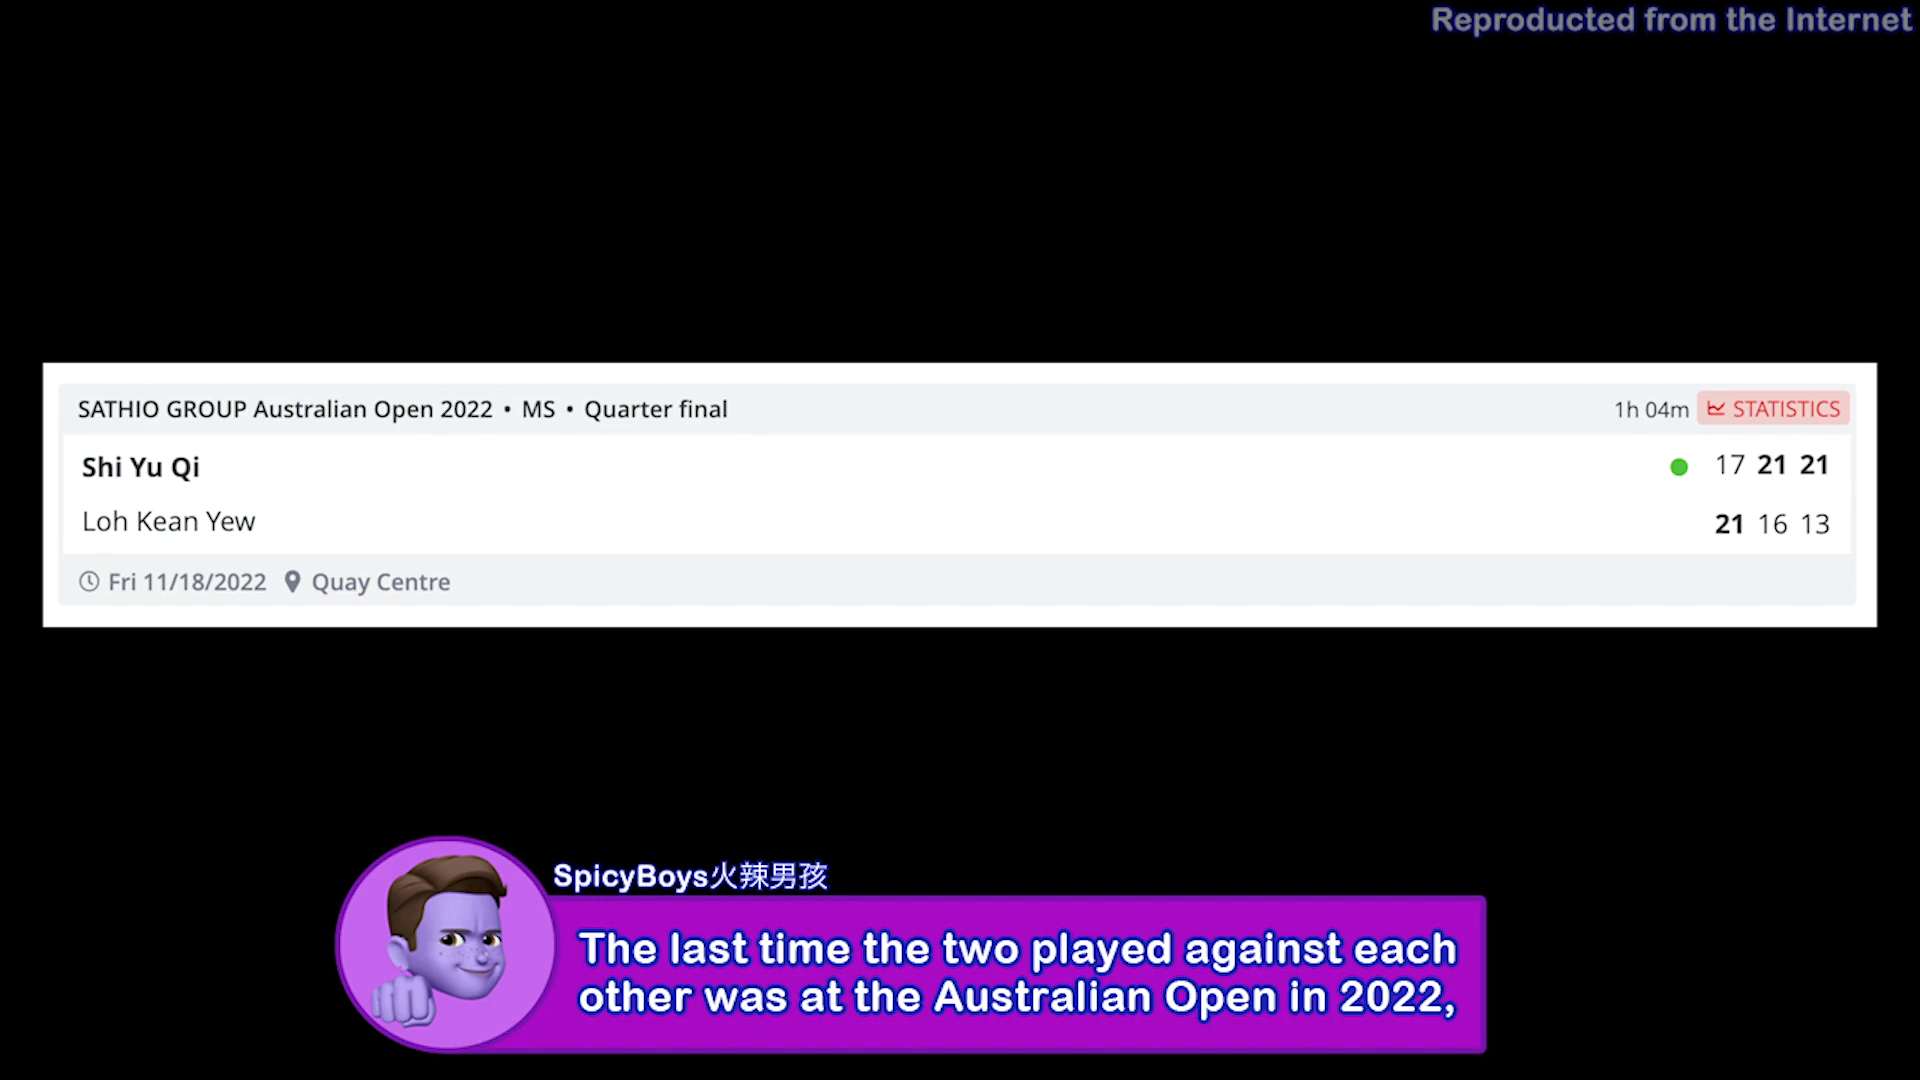 Reproducted from the Internet
SATHIO GROUP Australian Open 2022 • MS • Quarter final
1h 04m STATISTICS
Shi Yu Qi
17 21 21
Loh Kean Yew
21 16 13
Fri 11/18/2022 Quay Centre
SpicyBoys火辣男孩
The last time the two played against each
other was at the Australian Open in 2022,